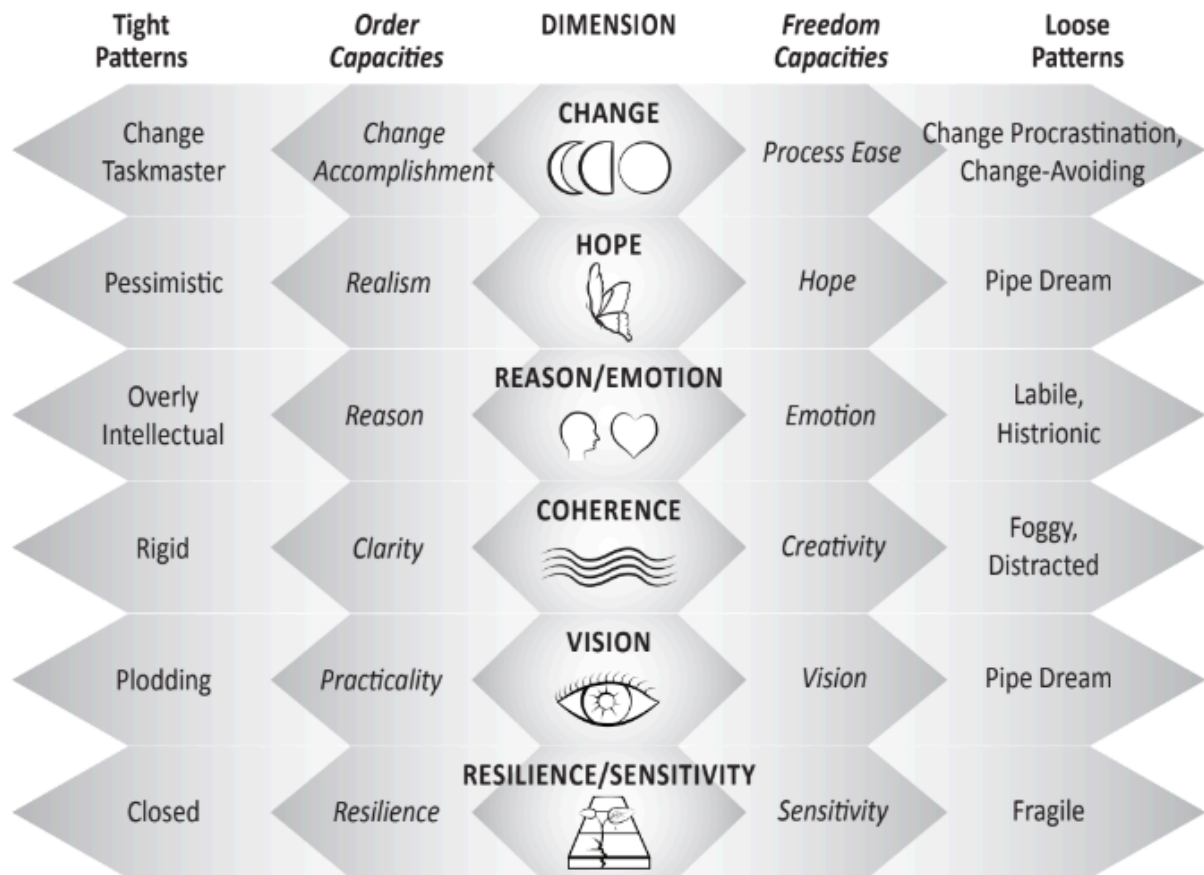 Tight
Patterns
Order
Capacities
DIMENSION
Freedom
Capacities
Loose
Patterns
Change
Taskmaster
Change
Accomplishment
CHANGE
Process Ease
Change Procrastination,
Change-Avoiding
Pessimistic
Realism
HOPE
Hope
Pipe Dream
Overly
Intellectual
Reason
REASON/EMOTION
Emotion
Labile,
Histrionic
Rigid
Clarity
COHERENCE
Creativity
Foggy,
Distracted
Plodding
Practicality
VISION
Vision
Pipe Dream
Closed
Resilience
RESILIENCE/SENSITIVITY
Sensitivity
Fragile